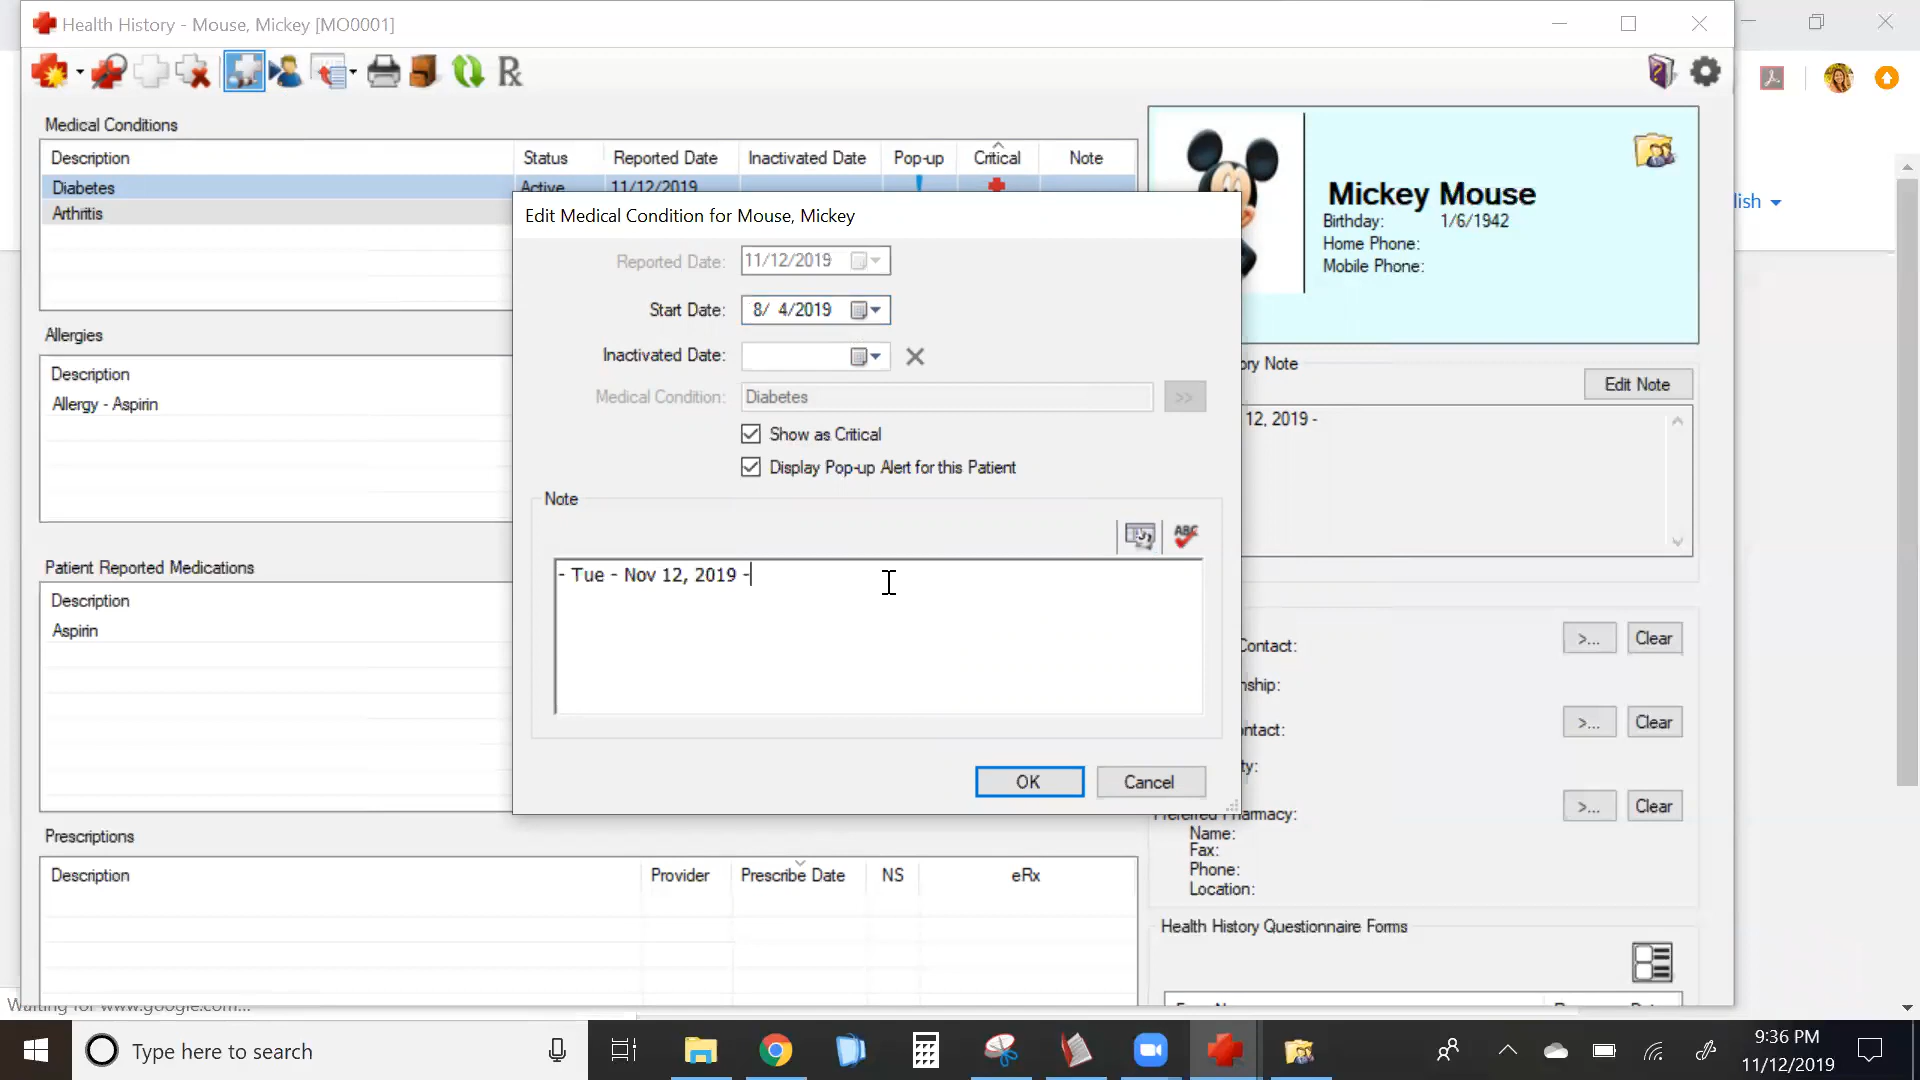 Health History - Mouse, Mickey [MO0001]
Medical Conditions
Description Status Reported Date Inactivated Date Pop-up Critical Note
Diabetes Active 11/12/2019
Arthritis
Allergies
Description
Allergy - Aspirin
Patient Reported Medications
Description
Aspirin
Prescriptions
Description Provider Prescribe Date NS eRx
Edit Medical Condition for Mouse, Mickey
Reported Date: 11/12/2019
Start Date: 8/ 4/2019
Inactivated Date:
Medical Condition: Diabetes >>
Show as Critical
Display Pop-up Alert for this Patient
Note
ABC
- Tue - Nov 12, 2019 -
OK Cancel
Mickey Mouse
Birthday: 1/6/1942
Home Phone:
Mobile Phone:
ory Note
Edit Note
12, 2019 -
Contact: >... Clear
nship:
ontact: >... Clear
ty:
Preferred Pharmacy: >... Clear
Name:
Fax:
Phone:
Location:
Health History Questionnaire Forms
lish
Waiting for www.google.com...
Type here to search
9:36 PM
11/12/2019